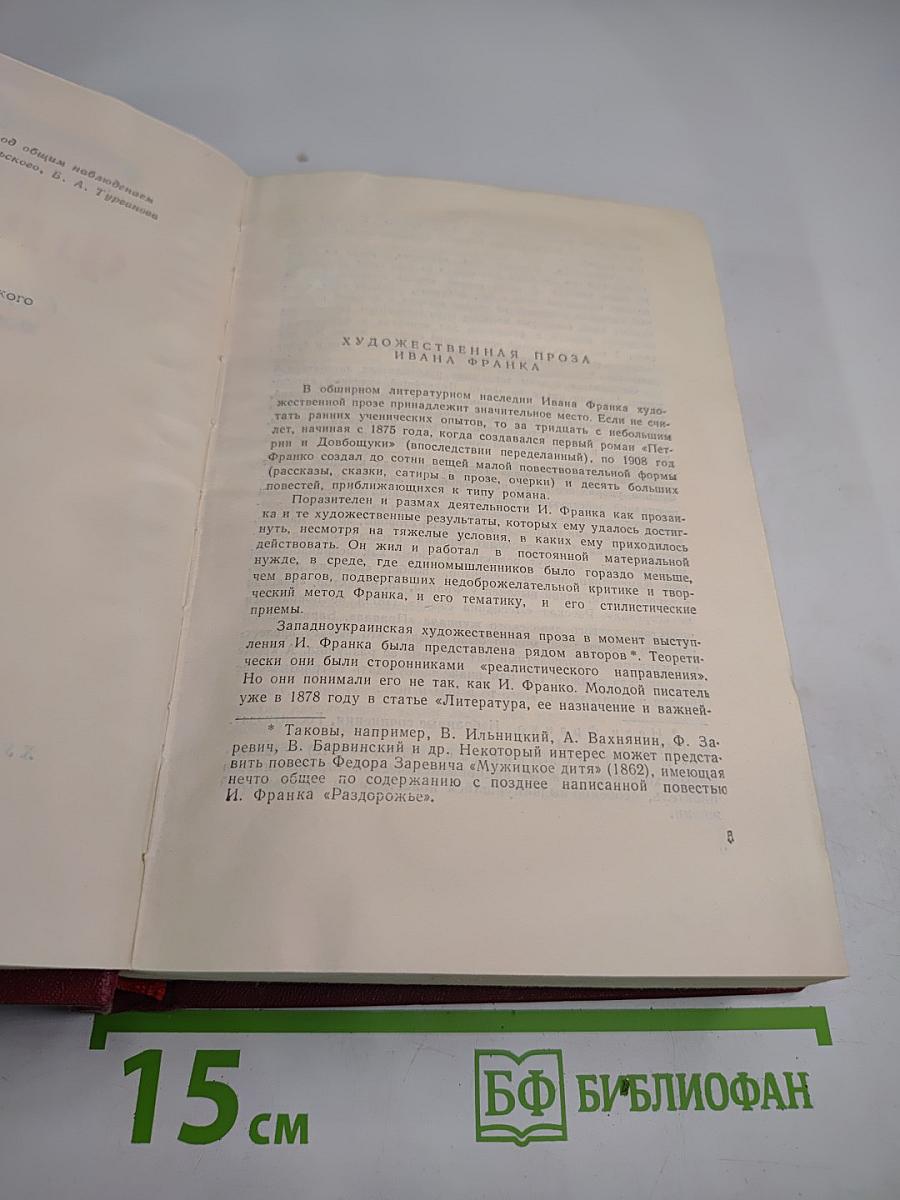 од общим наблюдением
ьского, Б. А. Турганова
кого
ХУДОЖЕСТВЕННАЯ ПРОЗА
ИВАНА ФРАНКА
В обширном литературном наследии Ивана Франка худо-
жественной прозе принадлежит значительное место. Если не счи-
тать ранних ученических опытов, то за тридцать с небольшим
лет, начиная с 1875 года, когда создавался первый роман «Пет-
рии и Довбощуки» (впоследствии переделанный), по 1908 год
Франко создал до сотни вещей малой повествовательной формы
(рассказы, сказки, сатиры в прозе, очерки) и десять больших
повестей, приближающихся к типу романа.
Поразителен и размах деятельности И. Франка как прозаи-
ка и те художественные результаты, которых ему удалось достиг-
нуть, несмотря на тяжелые условия, в каких ему приходилось
действовать. Он жил и работал в постоянной материальной
нужде, в среде, где единомышленников было гораздо меньше,
чем врагов, подвергавших недоброжелательной критике и твор-
ческий метод Франка, и его тематику, и его стилистические
приемы.
Западноукраинская художественная проза в момент выступ-
ления И. Франка была представлена рядом авторов*. Теорети-
чески они были сторонниками «реалистического направления».
Но они понимали его не так, как И. Франко. Молодой писатель
уже в 1878 году в статье «Литература, ее назначение и важней-
* Таковы, например, В. Ильницкий, А. Вахнянин, Ф. За-
ревич, В. Барвинский и др. Некоторый интерес может предста-
вить повесть Федора Заревича «Мужицкое дитя» (1862), имеющая
нечто общее по содержанию с позднее написанной повестью
И. Франка «Раздорожье».
15 см
БФ БИБЛИОФАН